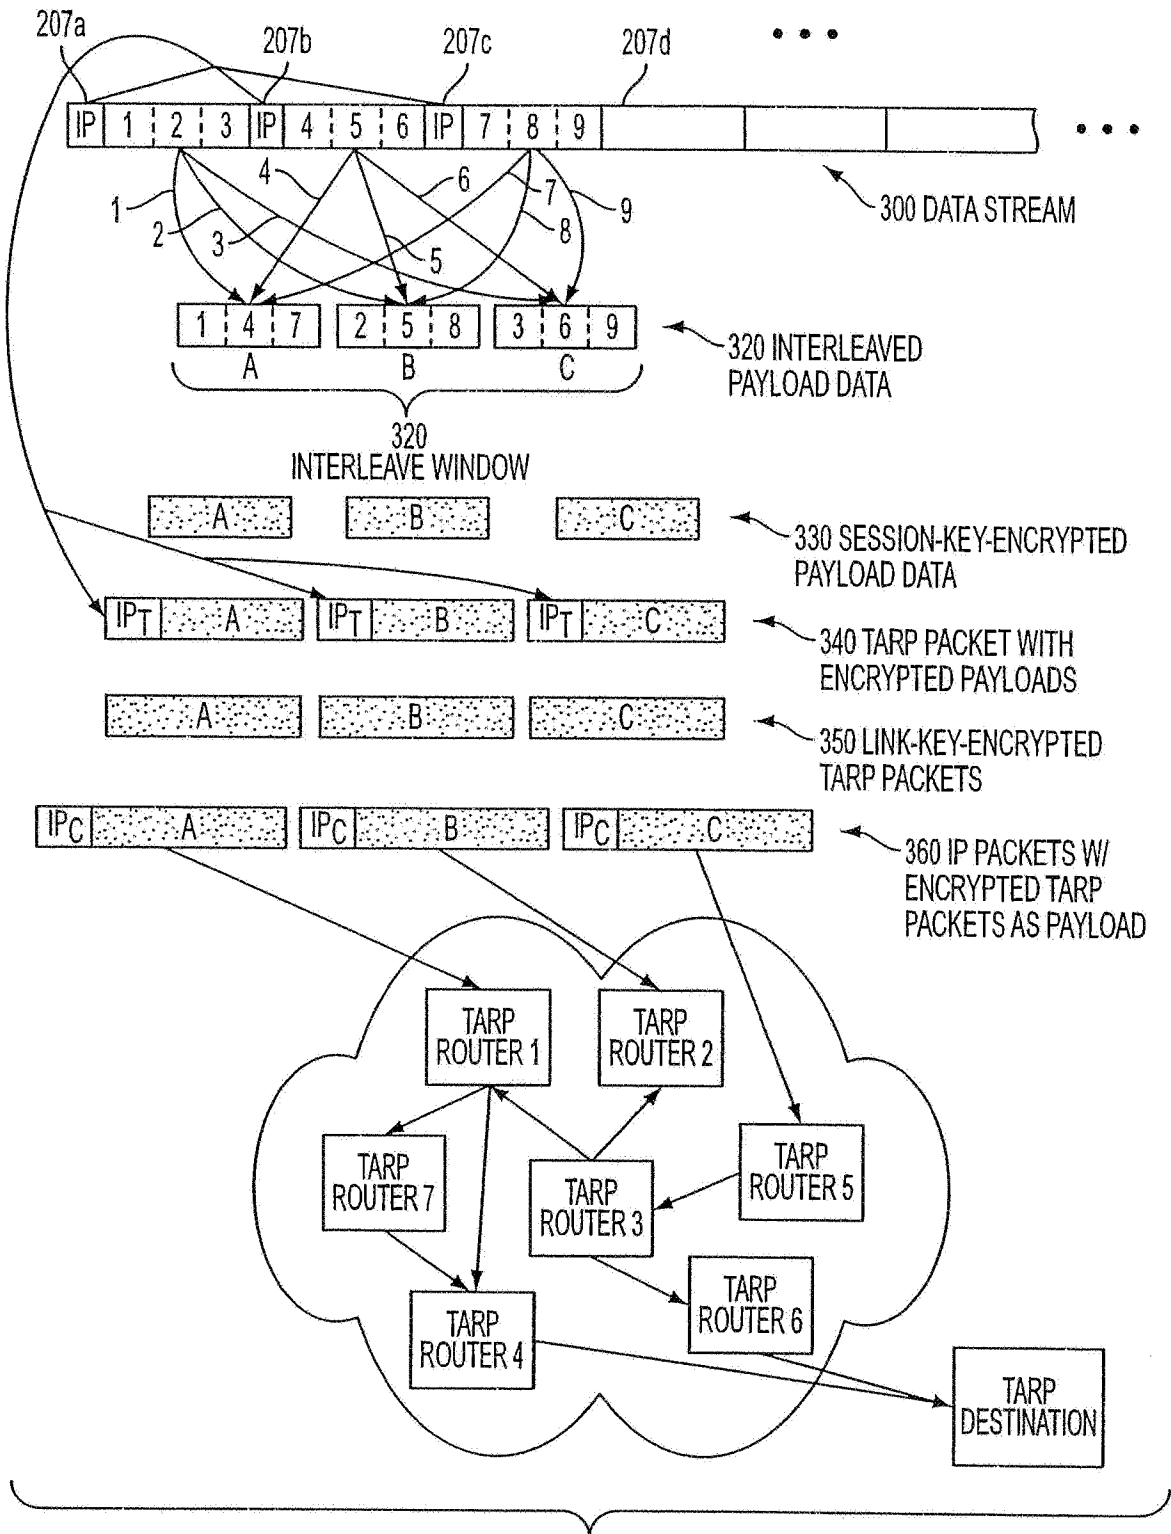 207a
207b
207c
207d
IP 1 2 3 IP 4 5 6 IP 7 8 9
300 DATA STREAM
1 2 3 4 5 6 7 8 9
1 4 7 2 5 8 3 6 9
A B C
320 INTERLEAVED
PAYLOAD DATA
320
INTERLEAVE WINDOW
A B C
330 SESSION-KEY-ENCRYPTED
PAYLOAD DATA
IPT A IPT B IPT C
340 TARP PACKET WITH
ENCRYPTED PAYLOADS
A B C
350 LINK-KEY-ENCRYPTED
TARP PACKETS
IPC A IPC B IPC C
360 IP PACKETS W/
ENCRYPTED TARP
PACKETS AS PAYLOAD
TARP
ROUTER 1
TARP
ROUTER 2
TARP
ROUTER 7
TARP
ROUTER 3
TARP
ROUTER 5
TARP
ROUTER 4
TARP
ROUTER 6
TARP
DESTINATION